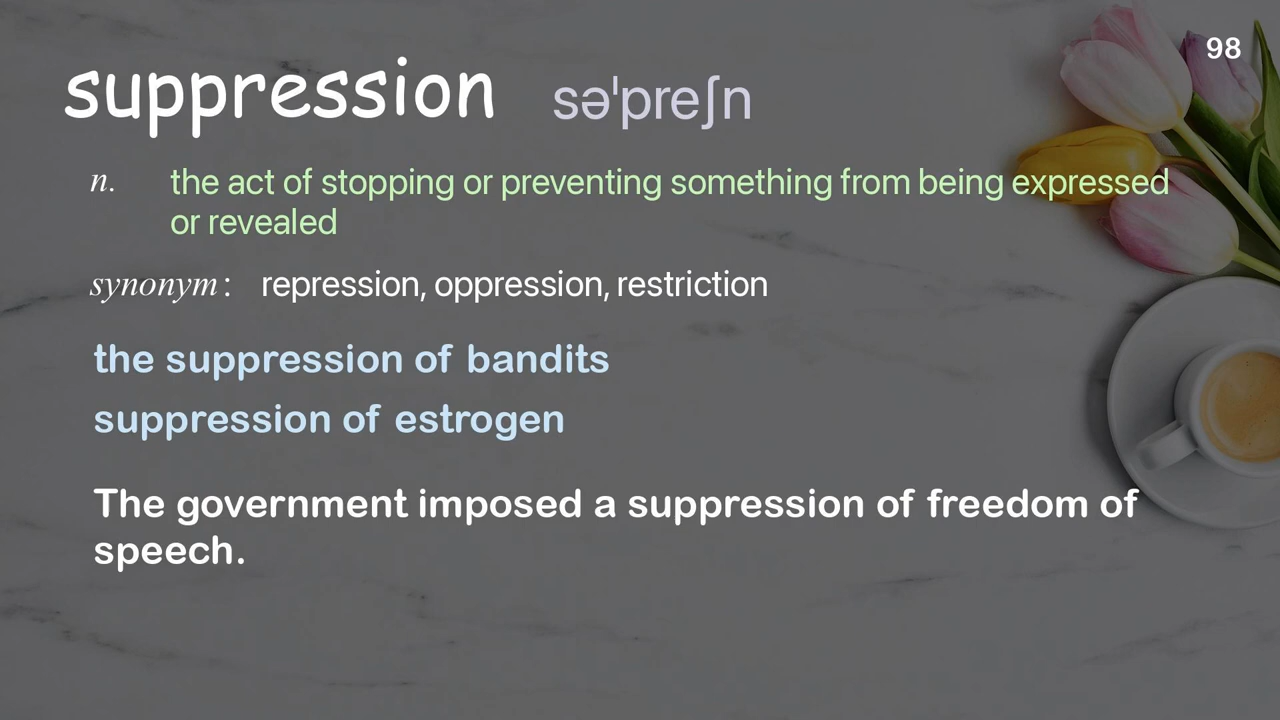 98
suppression səˈpreʃn
n. the act of stopping or preventing something from being expressed
or revealed
synonym: repression, oppression, restriction
the suppression of bandits
suppression of estrogen
The government imposed a suppression of freedom of
speech.